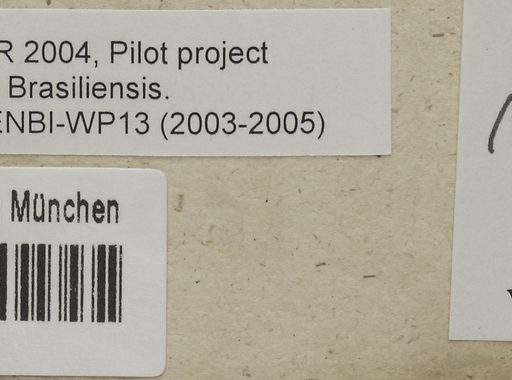 R 2004, Pilot project
Brasiliensis.
ENBI-WP13 (2003-2005)
München